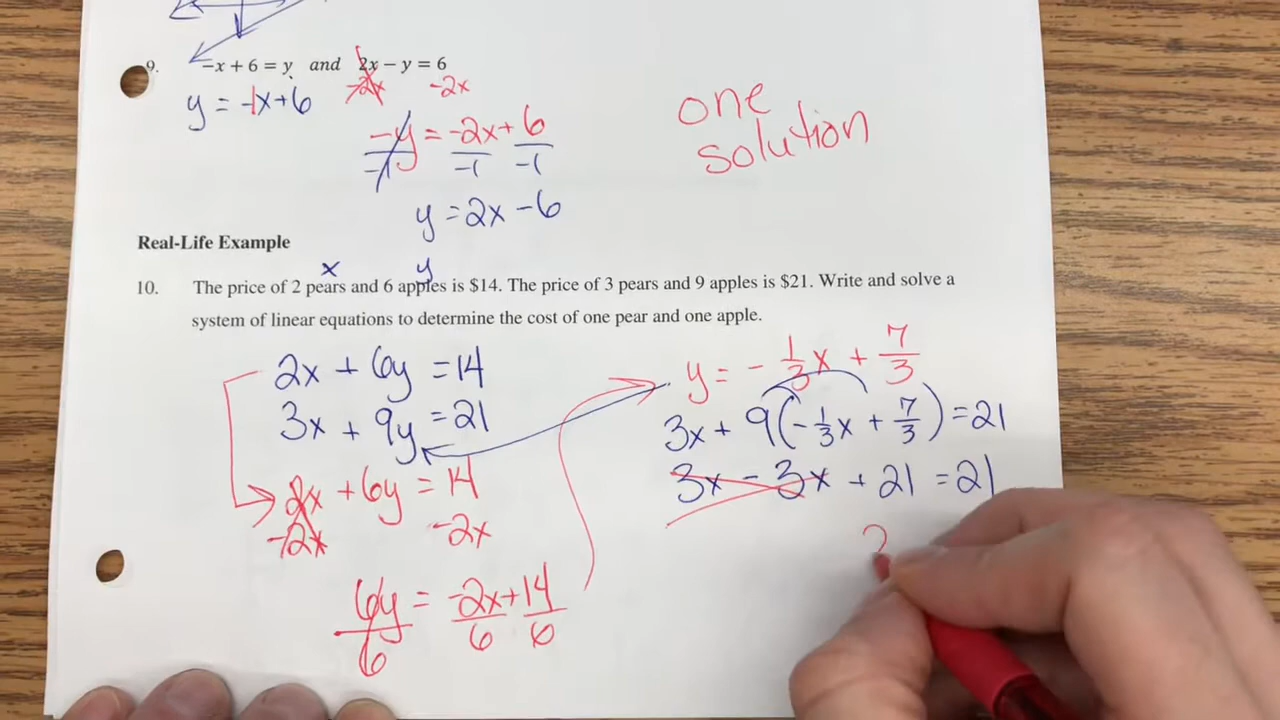 9. −x + 6 = y and 2x − y = 6
-2x -2x
y = -1x+6
-y = -2x + 6
-1 -1 -1
y = 2x - 6
one
solution
Real-Life Example
x y
10. The price of 2 pears and 6 apples is $14. The price of 3 pears and 9 apples is $21. Write and solve a
system of linear equations to determine the cost of one pear and one apple.
2x + 6y = 14
3x + 9y = 21
2x + 6y = 14
-2x -2x
6y = -2x + 14
6 6 6
y = - 1/3 x + 7/3
3x + 9(- 1/3 x + 7/3) = 21
3x - 3x + 21 = 21